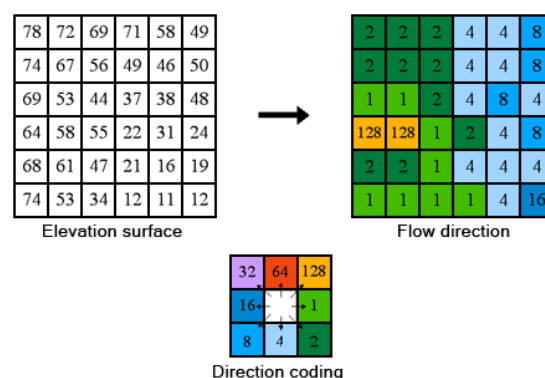 78 72 69 71 58 49 2 2 2 4 4 8
74 67 56 49 46 50 2 2 2 4 4 8
69 53 44 37 38 48 1 1 2 4 8 4
64 58 55 22 31 24 128 128 1 2 4 8
68 61 47 21 16 19 2 2 1 4 4 4
74 53 34 12 11 12 1 1 1 1 4 16
Elevation surface Flow direction
32 64 128
16 1
8 4 2
Direction coding